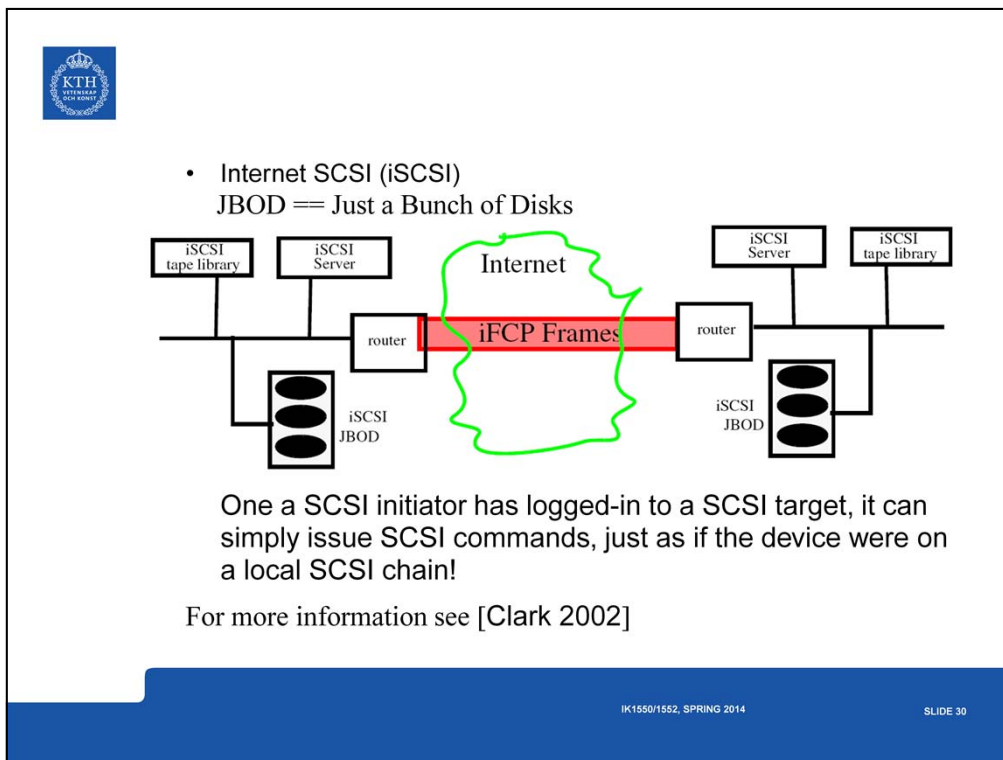 KTH
VETENSKAP
OCH KONST
• Internet SCSI (iSCSI)
JBOD == Just a Bunch of Disks
iSCSI
tape library
iSCSI
Server
Internet
iSCSI
Server
iSCSI
tape library
router
iFCP Frames
router
iSCSI
JBOD
iSCSI
JBOD
One a SCSI initiator has logged-in to a SCSI target, it can
simply issue SCSI commands, just as if the device were on
a local SCSI chain!
For more information see [Clark 2002]
IK1550/1552, SPRING 2014
SLIDE 30